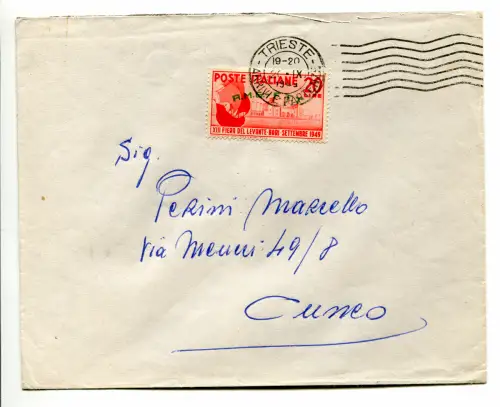 TRIESTE
19-20
IX
POSTE ITALIANE 20
XIII FIERA DEL LEVANTE BARI SETTEMBRE 1949
Sig.
Perini Marcello
Via 49/8
Cuneo